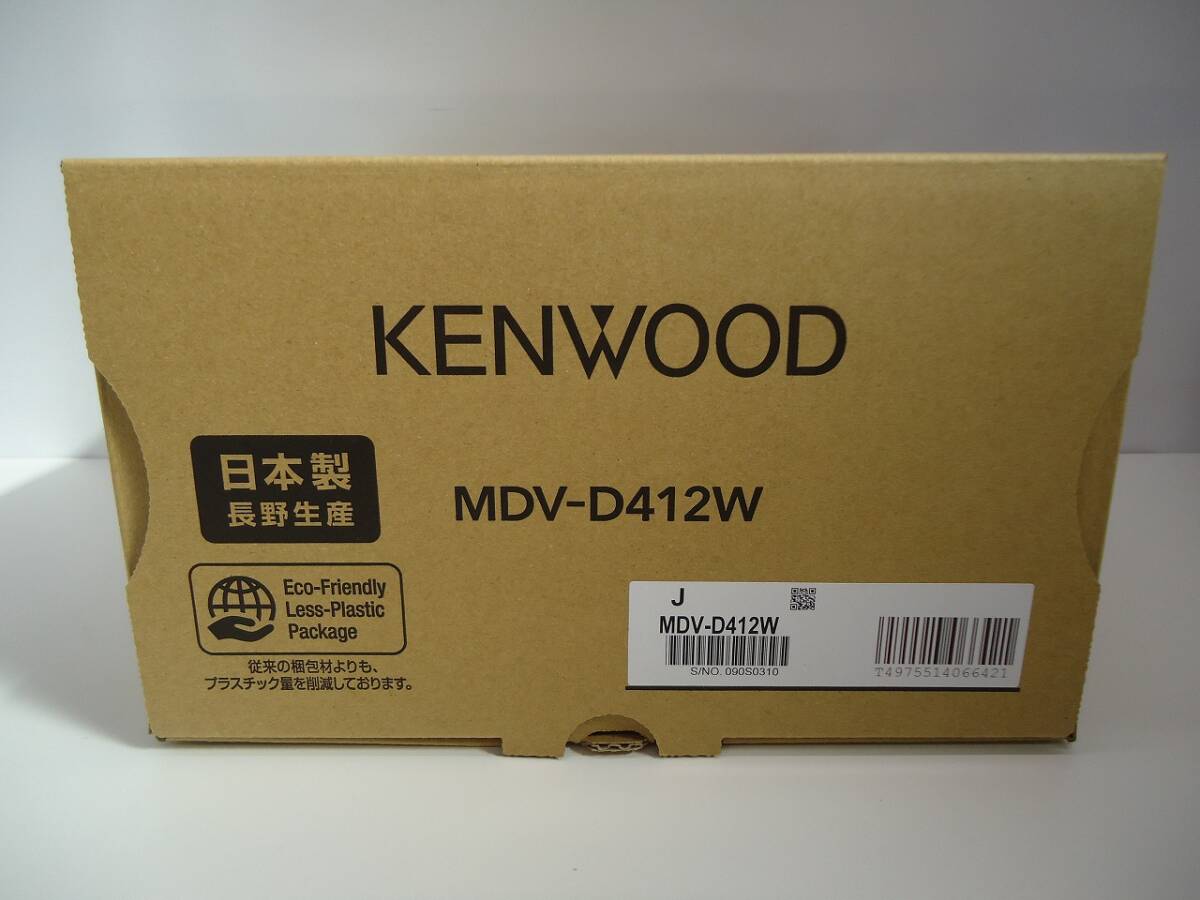 KENWOOD
日本製
長野生産
MDV-D412W
Eco-Friendly
Less-Plastic
Package
従来の梱包材よりも、
プラスチック量を削減しております。
J
MDV-D412W
S/NO. 090S0310
T4975514066421